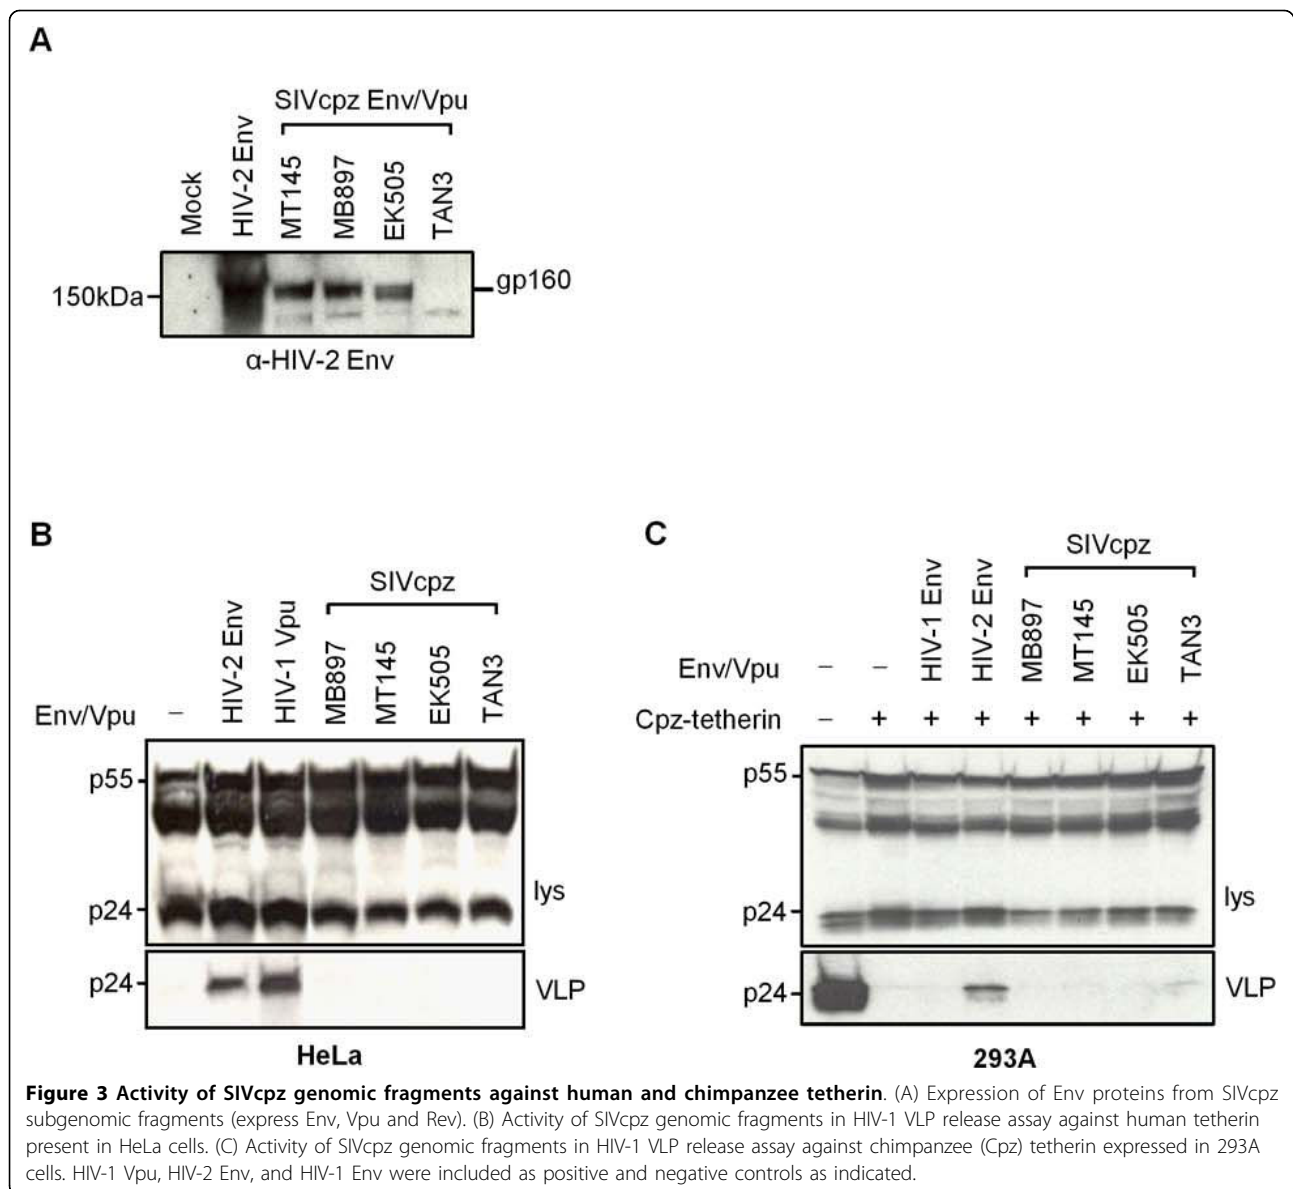 A
SIVcpz Env/Vpu
Mock
HIV-2 Env
MT145
MB897
EK505
TAN3
150kDa
gp160
α-HIV-2 Env
B
SIVcpz
Env/Vpu
–
HIV-2 Env
HIV-1 Vpu
MB897
MT145
EK505
TAN3
p55
p24
lys
p24
VLP
HeLa
C
SIVcpz
Env/Vpu
– – HIV-1 Env HIV-2 Env MB897 MT145 EK505 TAN3
Cpz-tetherin – + + + + + + +
p55
p24
lys
p24
VLP
293A
Figure 3 Activity of SIVcpz genomic fragments against human and chimpanzee tetherin. (A) Expression of Env proteins from SIVcpz
subgenomic fragments (express Env, Vpu and Rev). (B) Activity of SIVcpz genomic fragments in HIV-1 VLP release assay against human tetherin
present in HeLa cells. (C) Activity of SIVcpz genomic fragments in HIV-1 VLP release assay against chimpanzee (Cpz) tetherin expressed in 293A
cells. HIV-1 Vpu, HIV-2 Env, and HIV-1 Env were included as positive and negative controls as indicated.